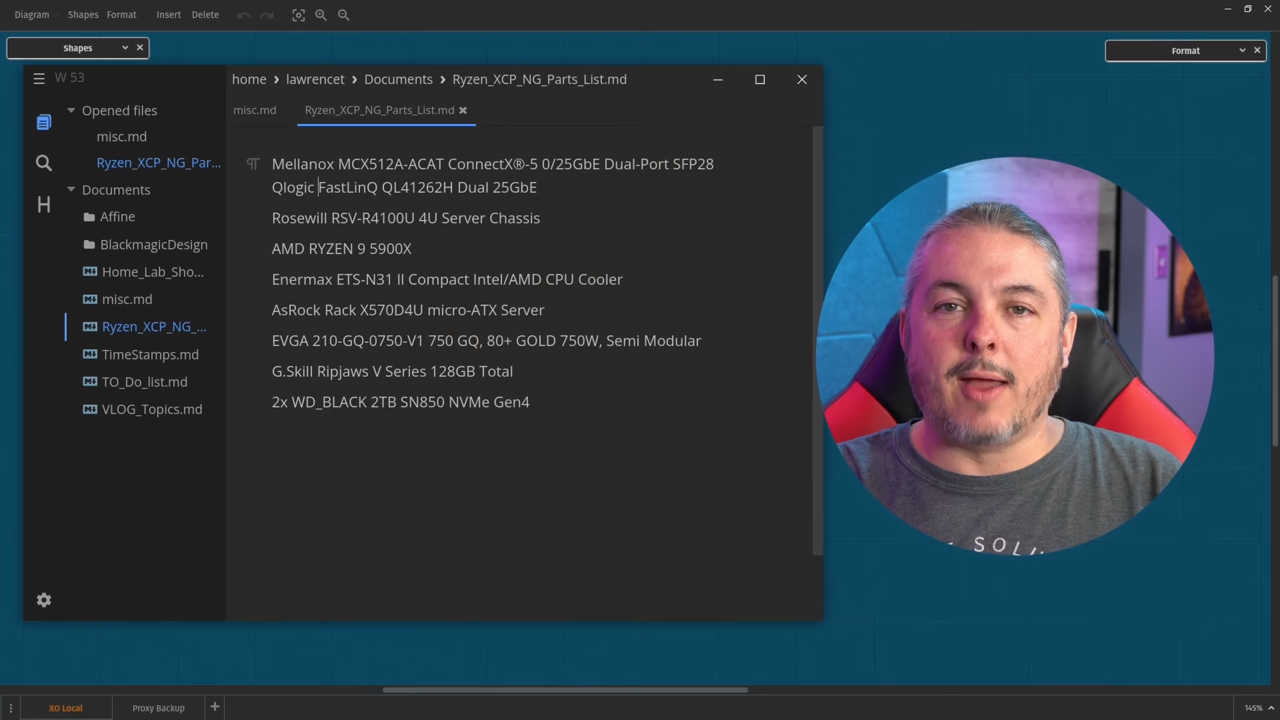 Diagram
Shapes
Format
Insert
Delete
Shapes
Format
W 53
home
lawrencet
Documents
Ryzen_XCP_NG_Parts_List.md
misc.md
Ryzen_XCP_NG_Parts_List.md
Opened files
misc.md
Ryzen_XCP_NG_Par...
Documents
Affine
BlackmagicDesign
Home_Lab_Sho...
misc.md
Ryzen_XCP_NG_...
TimeStamps.md
TO_Do_list.md
VLOG_Topics.md
Mellanox MCX512A-ACAT ConnectX®-5 0/25GbE Dual-Port SFP28
Qlogic FastLinQ QL41262H Dual 25GbE
Rosewill RSV-R4100U 4U Server Chassis
AMD RYZEN 9 5900X
Enermax ETS-N31 II Compact Intel/AMD CPU Cooler
AsRock Rack X570D4U micro-ATX Server
EVGA 210-GQ-0750-V1 750 GQ, 80+ GOLD 750W, Semi Modular
G.Skill Ripjaws V Series 128GB Total
2x WD_BLACK 2TB SN850 NVMe Gen4
XO Local
Proxy Backup
145%